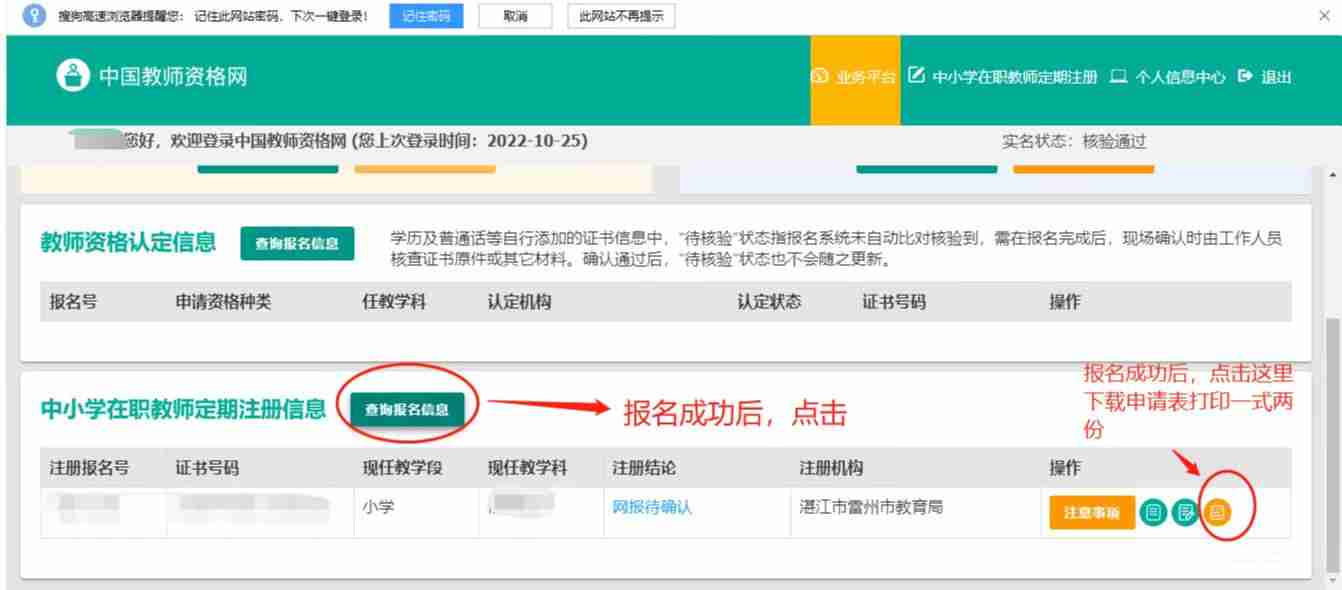 搜狗高速浏览器提醒您：记住此网站密码，下次一键登录！ 记住密码 取消 此网站不再提示
中国教师资格网 业务平台 中小学在职教师定期注册 个人信息中心 退出
您好，欢迎登录中国教师资格网 (您上次登录时间：2022-10-25) 实名状态：核验通过
教师资格认定信息 查询报名信息
学历及普通话等自行添加的证书信息中，"待核验"状态指报名系统未自动比对核验到，需在报名完成后，现场确认时由工作人员
核查证书原件或其它材料。确认通过后，"待核验"状态也不会随之更新。
报名号 申请资格种类 任教学科 认定机构 认定状态 证书号码 操作
中小学在职教师定期注册信息 查询报名信息
报名成功后，点击
报名成功后，点击这里
下载申请表打印一式两
份
注册报名号 证书号码 现任教学段 现任教学科 注册结论 注册机构 操作
小学 网报待确认 湛江市雷州市教育局 注意事项